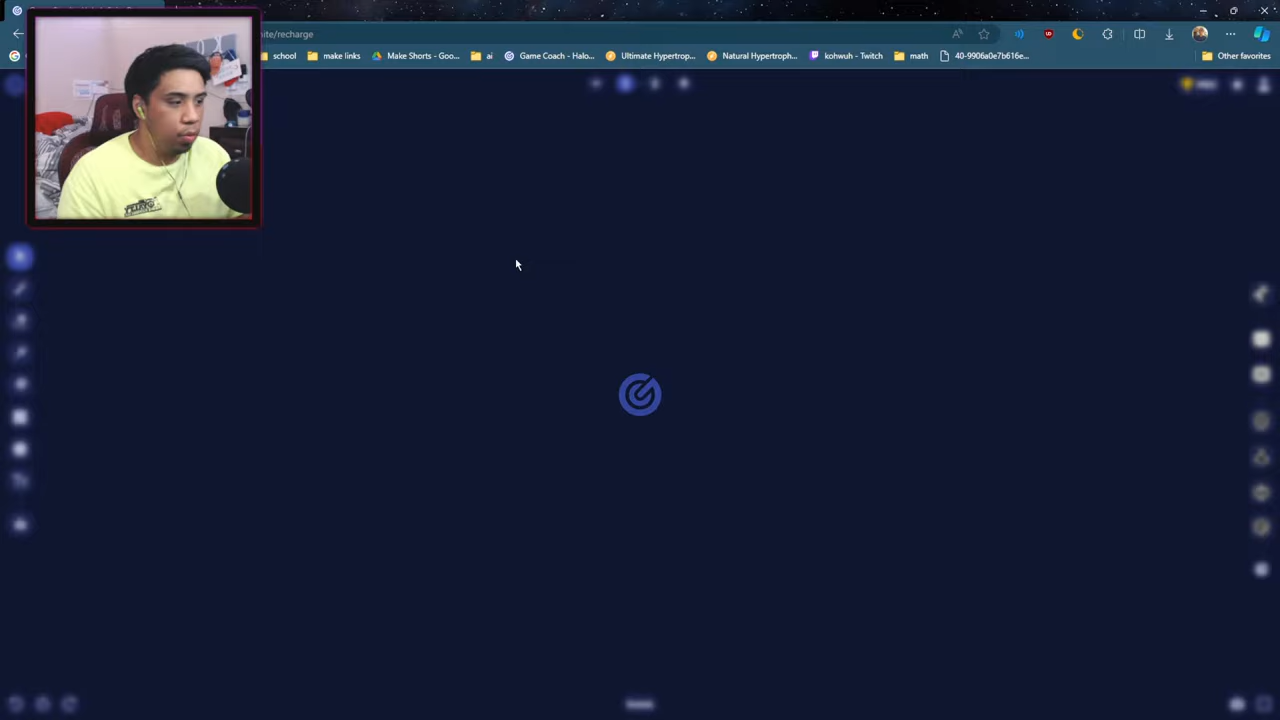 ite/recharge
school
make links
Make Shorts - Goo...
ai
Game Coach - Halo...
Ultimate Hypertrop...
Natural Hypertroph...
kohwuh - Twitch
math
40-9906a0e7b616e...
Other favorites